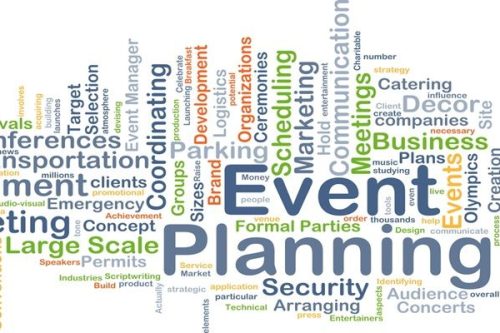 involves
acquiring
building
launches
Target
Selection
atmosphere
devising
Event Manager
Coordinating
Celebrate
Launching Breakfast
production
Development
potential
Logistics
Organizations
Ceremonies
Scheduling
Marketing
Hold
entertainment
Communication
Charitable
Meetings
number
strategy
Catering
influence
Client
create
Decor
Site
Companies
necessary
Business
music
studying
Plans
Creation
vals
news
ferences
nsportation
millions
ment
clients
promotional
audio-visual
Emergency
Achievement
eting
tone
Concept
Large Scale
Speakers
Permits
Industries
Scriptwriting
Build
product
Parking
Groups
Sizes
Raise
Brand
Money
people
venue
Event
Planning
Formal Parties
order
thousands
tools
even
live
Events
Olympics
help
communicate
process
Design
Service
Market
Actually
strategic
application
elements
particular
Technical
Security
Arranging
press
Entertainers
aspects
Identifying
Audience
overall
Concerts